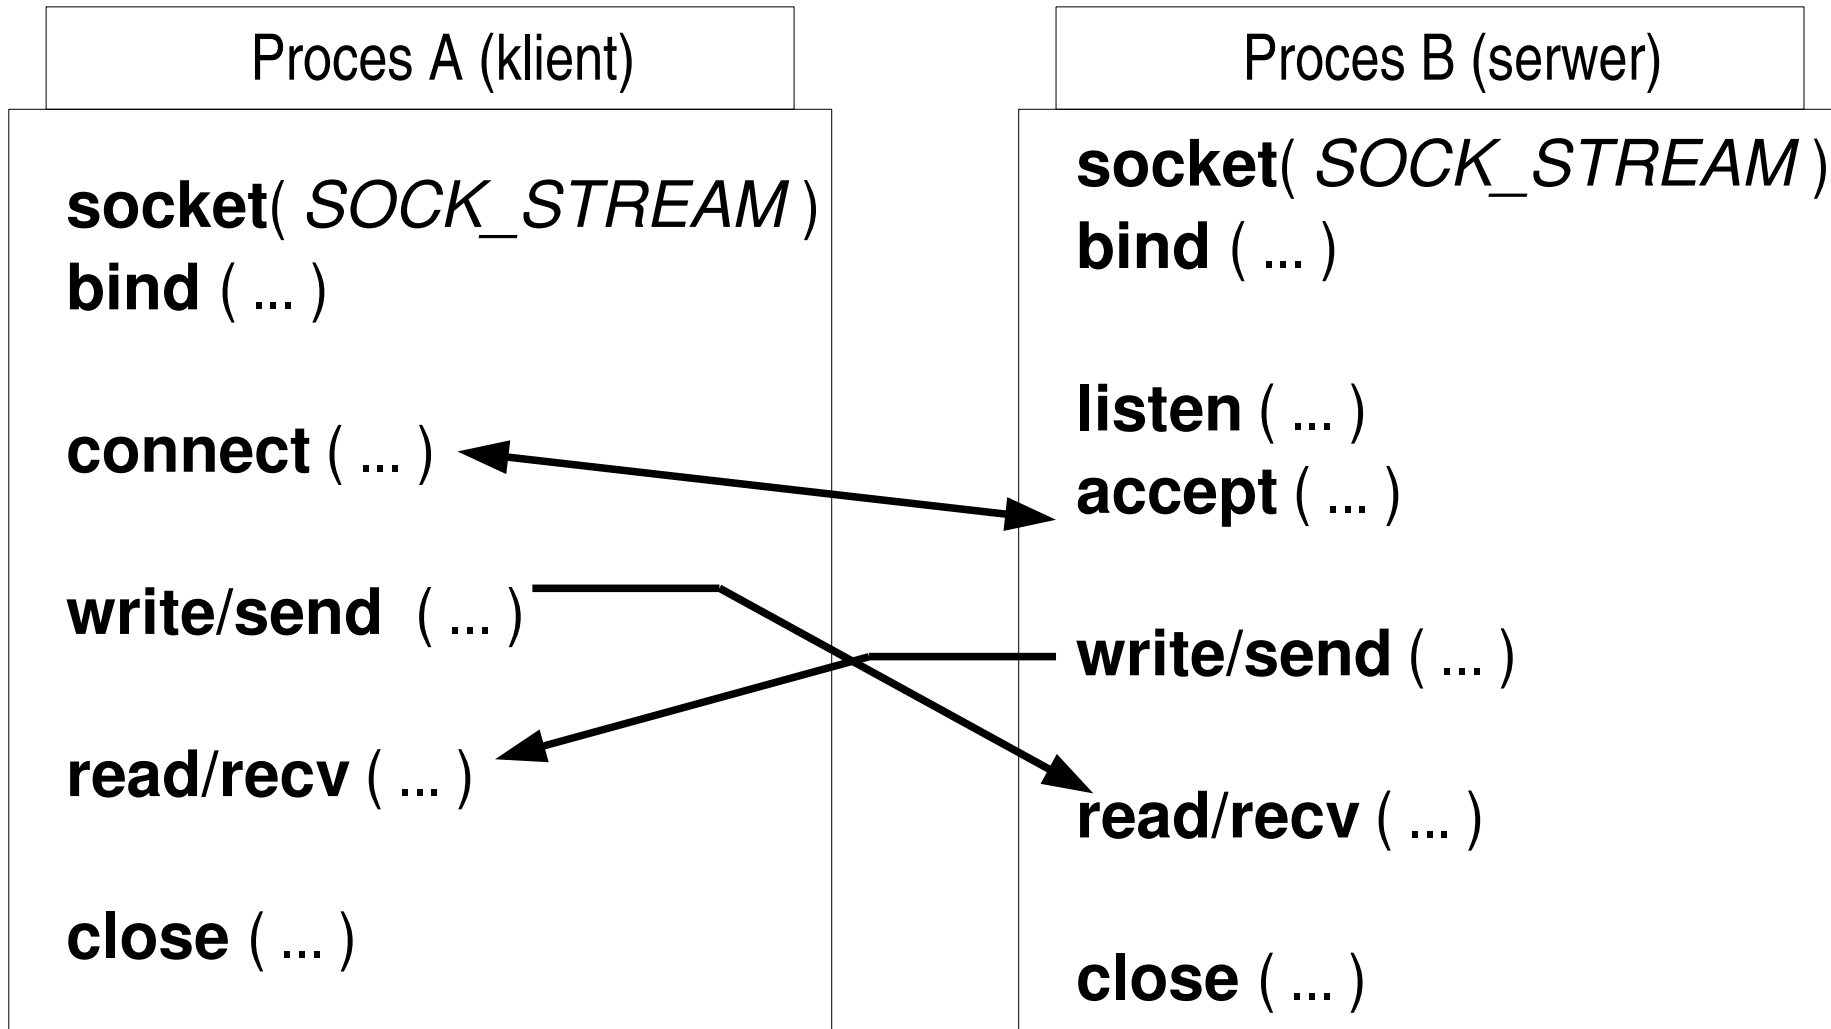 Proces A (klient)
socket( SOCK_STREAM )
bind ( ... )
connect ( ... )
write/send ( ... )
read/recv ( ... )
close ( ... )
Proces B (serwer)
socket( SOCK_STREAM )
bind ( ... )
listen ( ... )
accept ( ... )
write/send ( ... )
read/recv ( ... )
close ( ... )